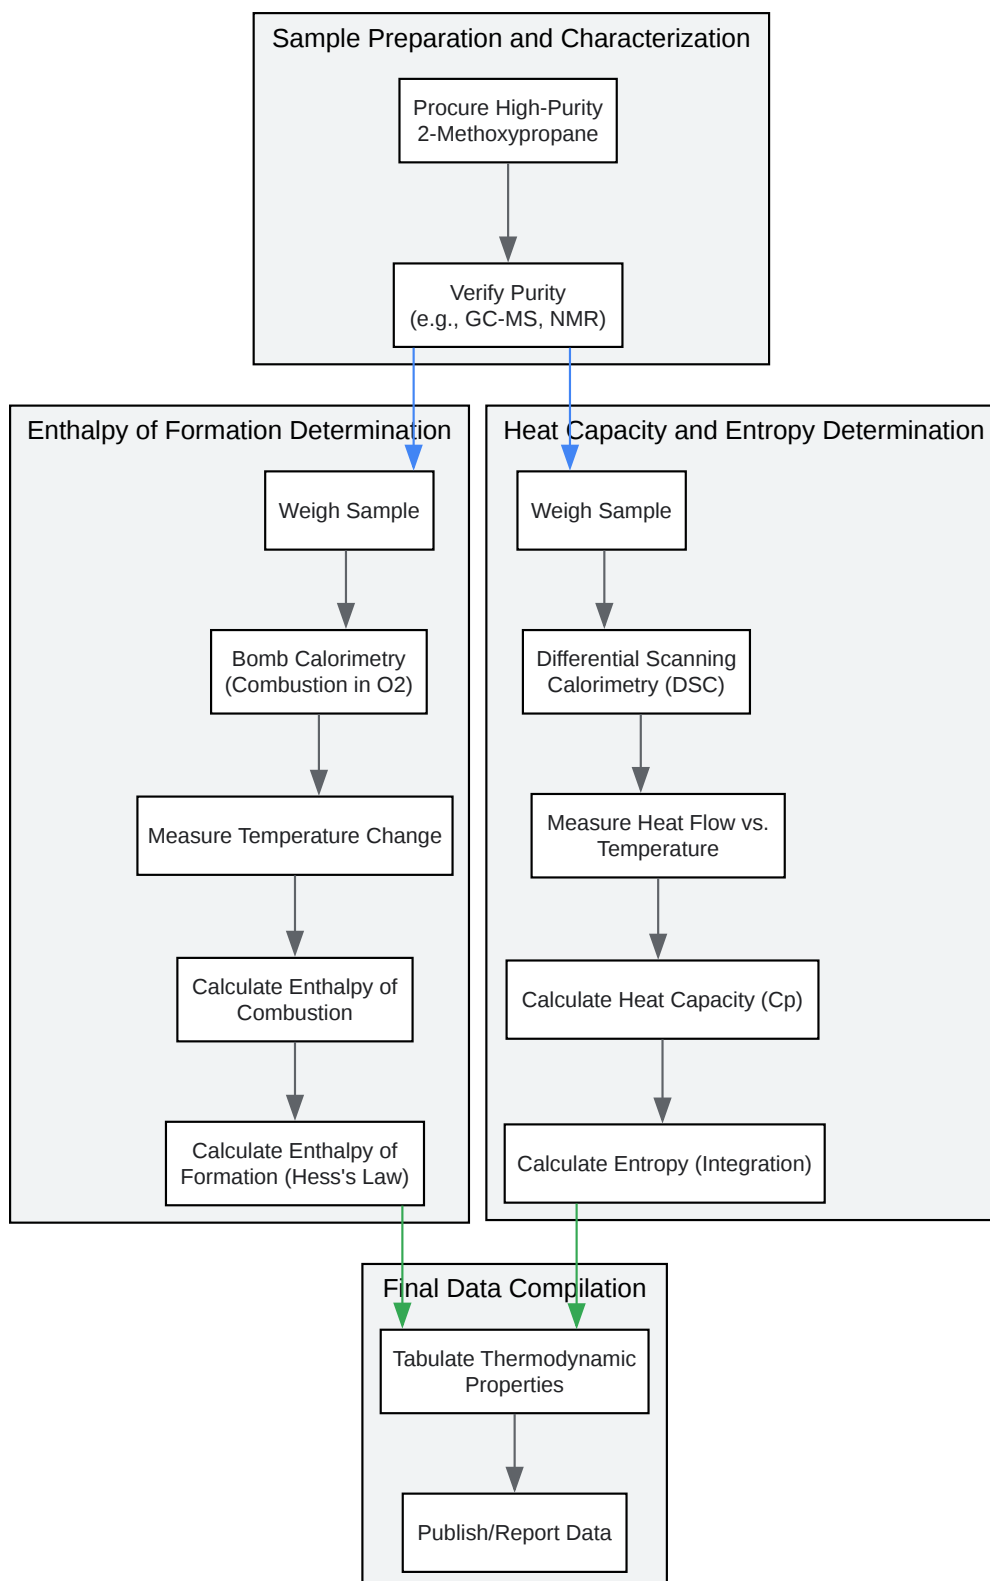 Sample Preparation and Characterization
Procure High-Purity
2-Methoxypropane
Verify Purity
(e.g., GC-MS, NMR)
Enthalpy of Formation Determination
Weigh Sample
Bomb Calorimetry
(Combustion in O2)
Measure Temperature Change
Calculate Enthalpy of
Combustion
Calculate Enthalpy of
Formation (Hess's Law)
Heat Capacity and Entropy Determination
Weigh Sample
Differential Scanning
Calorimetry (DSC)
Measure Heat Flow vs.
Temperature
Calculate Heat Capacity (Cp)
Calculate Entropy (Integration)
Final Data Compilation
Tabulate Thermodynamic
Properties
Publish/Report Data